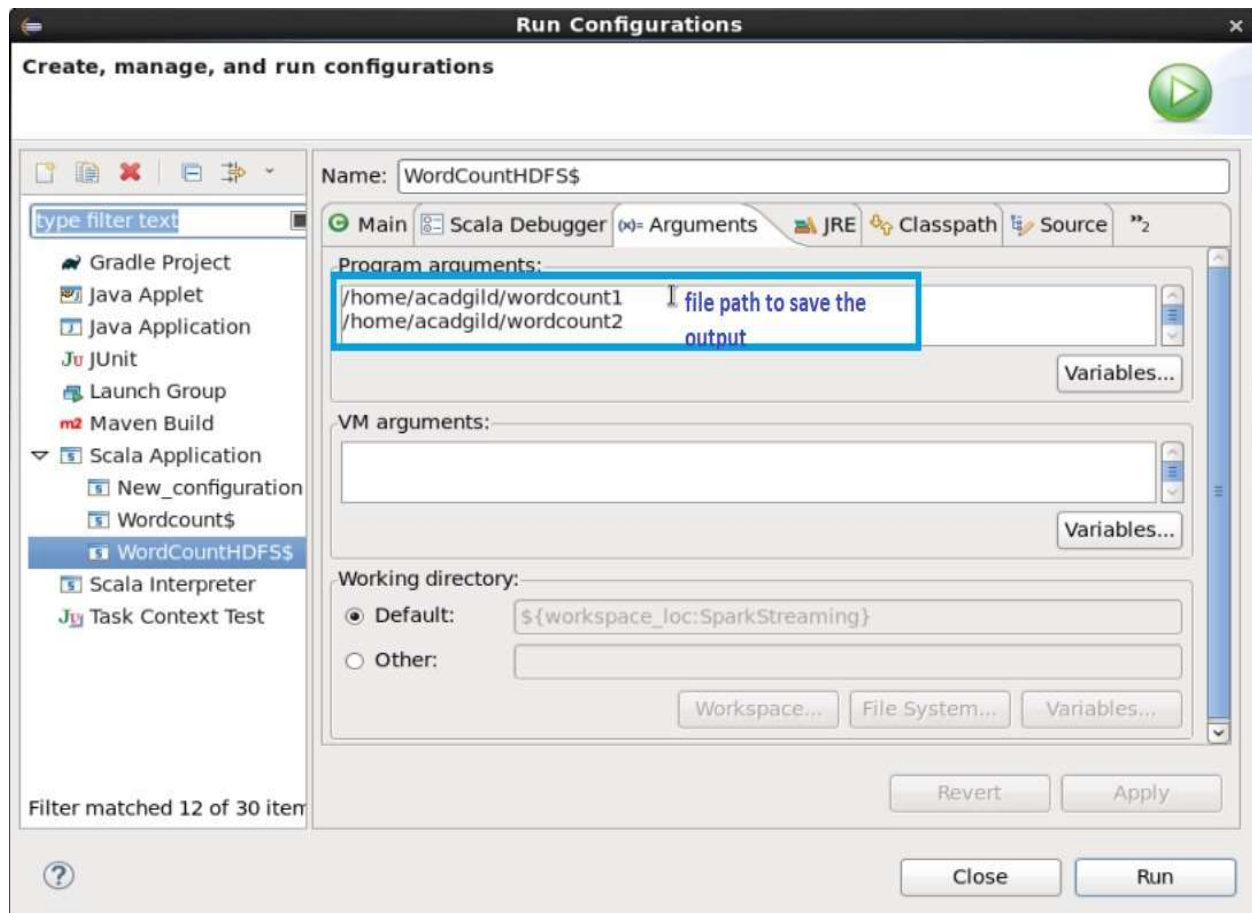 Run Configurations
Create, manage, and run configurations
type filter text
Gradle Project
Java Applet
Java Application
Ju JUnit
Launch Group
m2 Maven Build
Scala Application
New_configuration
Wordcount$
WordCountHDFS$
Scala Interpreter
Ju Task Context Test
Filter matched 12 of 30 item
Name: WordCountHDFS$
Main Scala Debugger (x)= Arguments JRE Classpath Source "2
Program arguments:
/home/acadgild/wordcount1
/home/acadgild/wordcount2
file path to save the
output
Variables...
VM arguments:
Variables...
Working directory:
Default: ${workspace_loc:SparkStreaming}
Other:
Workspace... File System... Variables...
Revert Apply
? Close Run